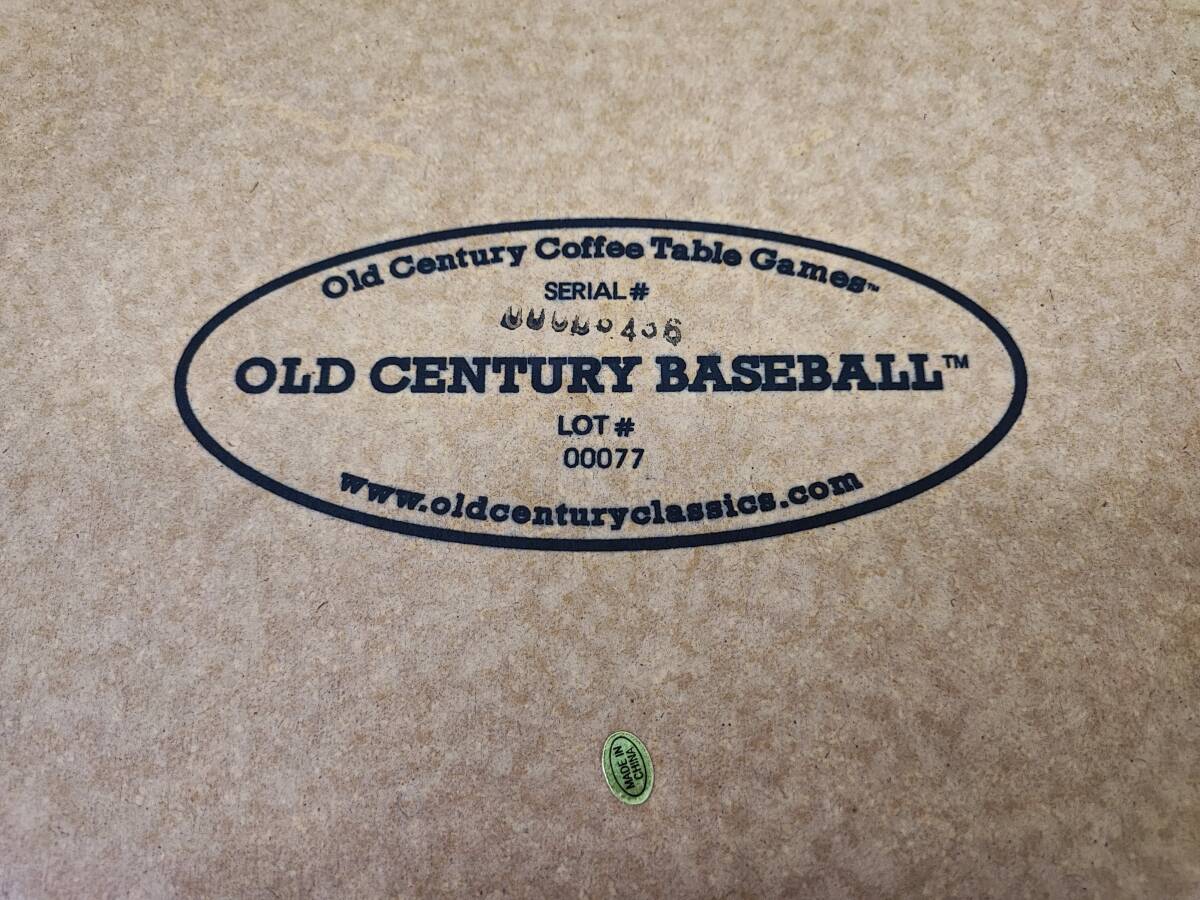 Old Century Coffee Table Games™
SERIAL#
OLD CENTURY BASEBALL™
LOT #
00077
www.oldcenturyclassics.com
MADE IN
CHINA